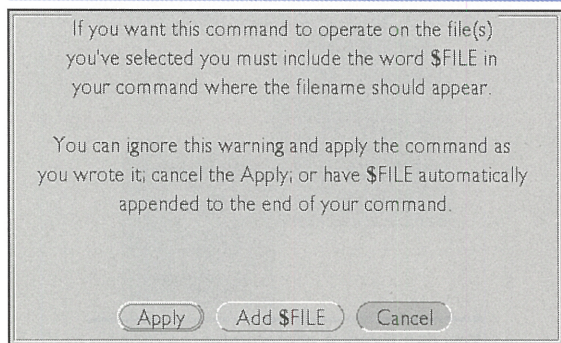 If you want this command to operate on the file(s)
you've selected you must include the word $FILE in
your command where the filename should appear.
You can ignore this warning and apply the command as
you wrote it; cancel the Apply; or have $FILE automatically
appended to the end of your command.
Apply Add $FILE Cancel